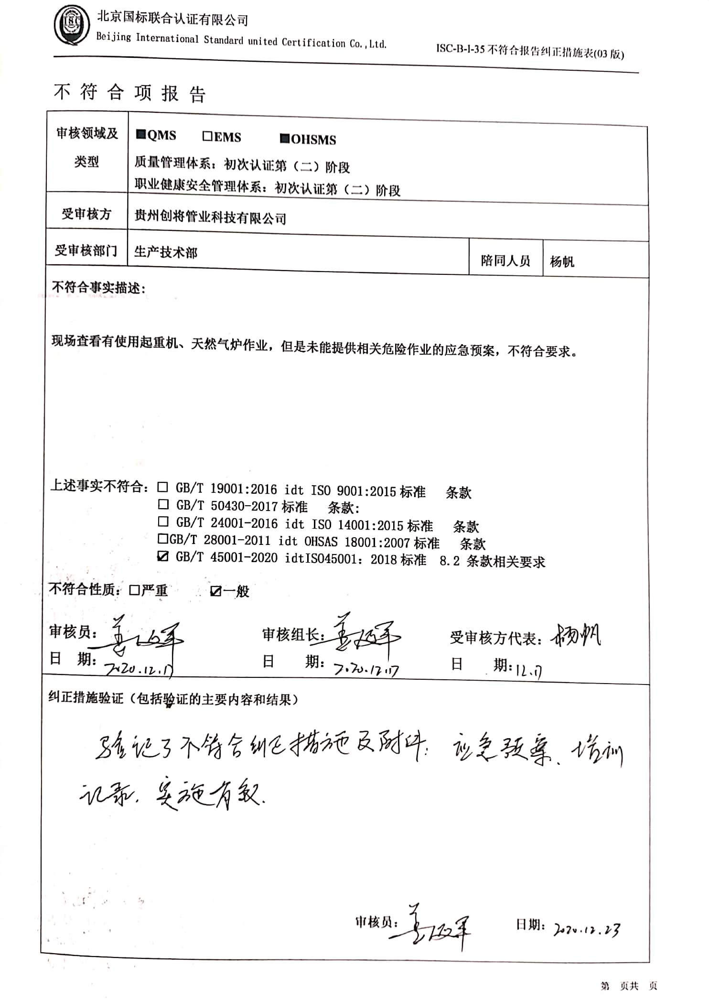 ISC
北京国标联合认证有限公司
Beijing International Standard united Certification Co.,Ltd.
ISC-B-I-35 不符合报告纠正措施表(03 版)
不符合项报告
审核领域及类型
■QMS □EMS ■OHSMS
质量管理体系：初次认证第（二）阶段
职业健康安全管理体系：初次认证第（二）阶段
受审核方 贵州创将管业科技有限公司
受审核部门 生产技术部 陪同人员 杨帆
不符合事实描述：
现场查看有使用起重机、天然气炉作业，但是未能提供相关危险作业的应急预案，不符合要求。
上述事实不符合：□ GB/T 19001:2016 idt ISO 9001:2015 标准 条款
□ GB/T 50430-2017 标准 条款：
□ GB/T 24001-2016 idt ISO 14001:2015 标准 条款
□GB/T 28001-2011 idt OHSAS 18001:2007 标准 条款
☑ GB/T 45001-2020 idtISO45001：2018 标准 8.2 条款相关要求
不符合性质：□严重 ☑一般
审核员： 审核组长： 受审核方代表：杨帆
日 期：2020.12.17 日 期：2020.12.17 日 期：12.17
纠正措施验证（包括验证的主要内容和结果）
验证了不符合纠正措施及附件：应急预案、培训
记录，实施有效.
审核员： 日期：2020.12.23
第 页共 页